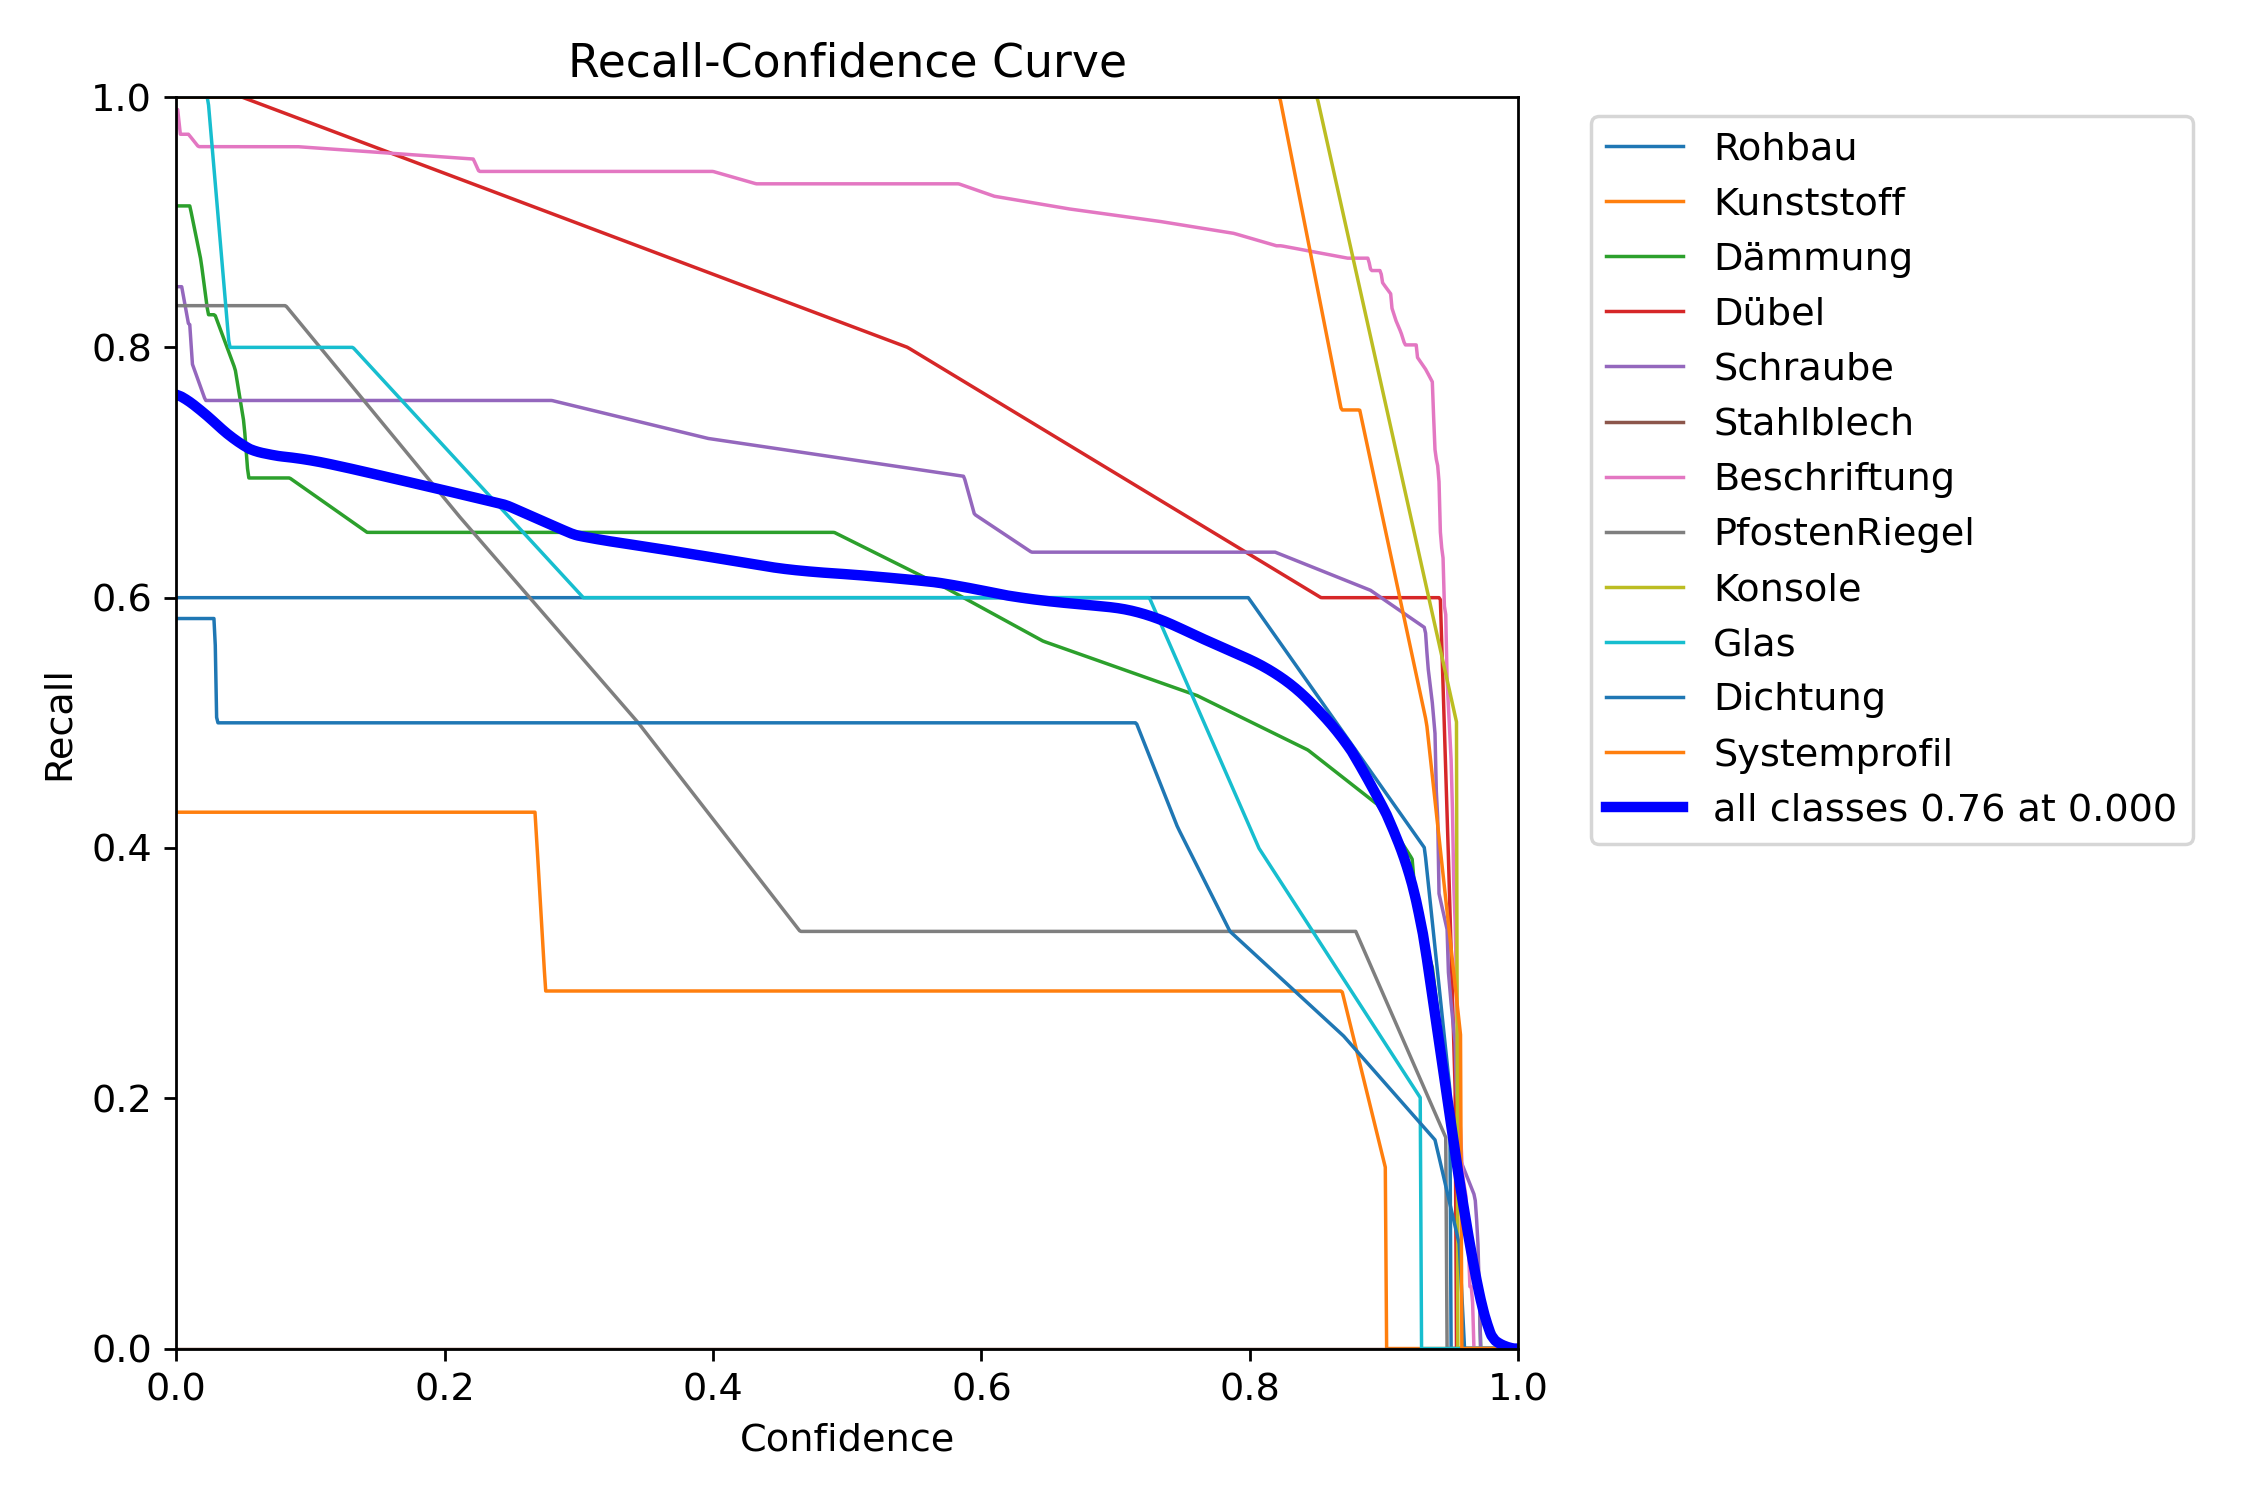 Recall-Confidence Curve
1.0
0.8
0.6
0.4
0.2
0.0
Recall
0.0 0.2 0.4 0.6 0.8 1.0
Confidence
Rohbau
Kunststoff
Dämmung
Dübel
Schraube
Stahlblech
Beschriftung
PfostenRiegel
Konsole
Glas
Dichtung
Systemprofil
all classes 0.76 at 0.000